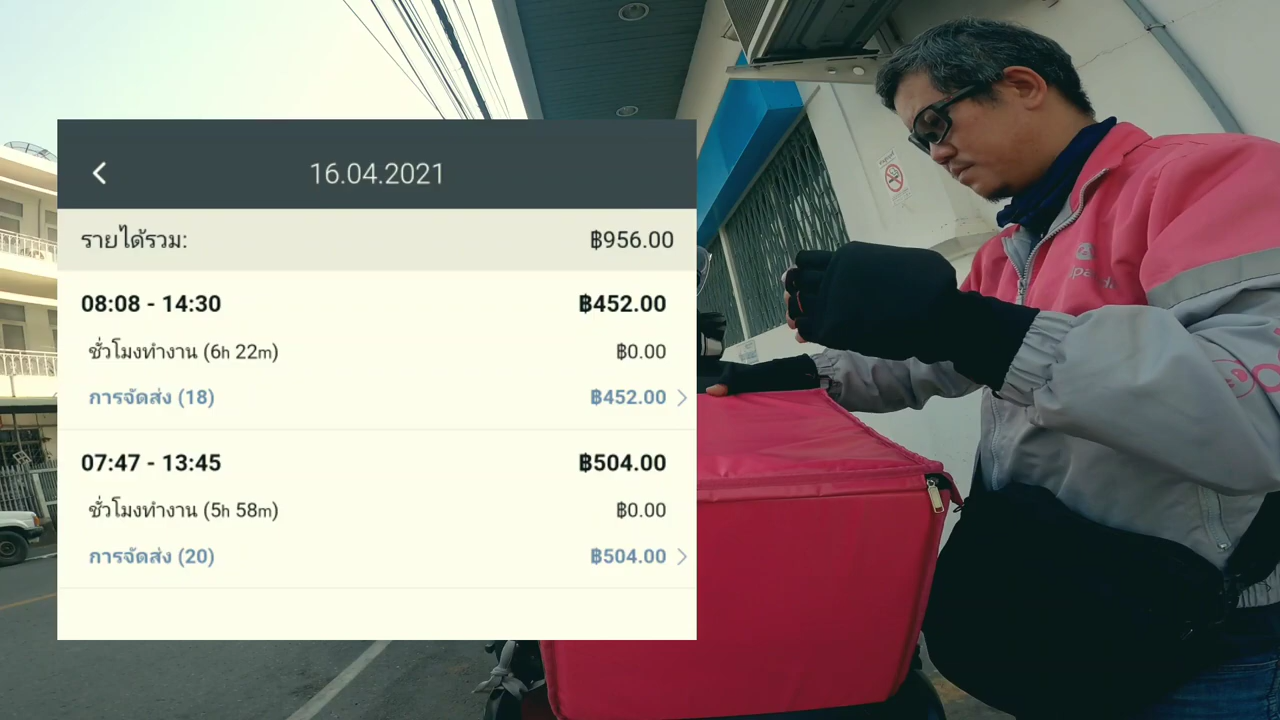 16.04.2021
รายได้รวม: ฿956.00
08:08 - 14:30 ฿452.00
ชั่วโมงทำงาน (6h 22m) ฿0.00
การจัดส่ง (18) ฿452.00
07:47 - 13:45 ฿504.00
ชั่วโมงทำงาน (5h 58m) ฿0.00
การจัดส่ง (20) ฿504.00